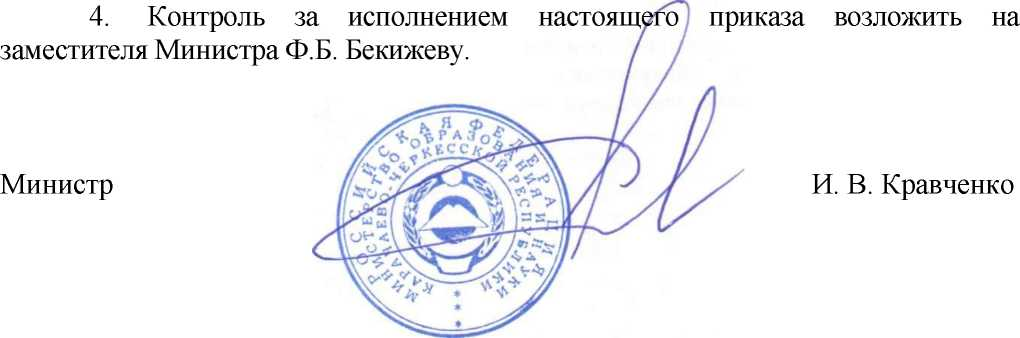 4. Контроль за исполнением настоящего приказа возложить на
заместителя Министра Ф.Б. Бекижеву.
РОССИЙСКАЯ ФЕДЕРАЦИЯ
МИНИСТЕРСТВО ОБРАЗОВАНИЯ И НАУКИ
КАРАЧАЕВО-ЧЕРКЕССКОЙ РЕСПУБЛИКИ
* * *
Министр И. В. Кравченко